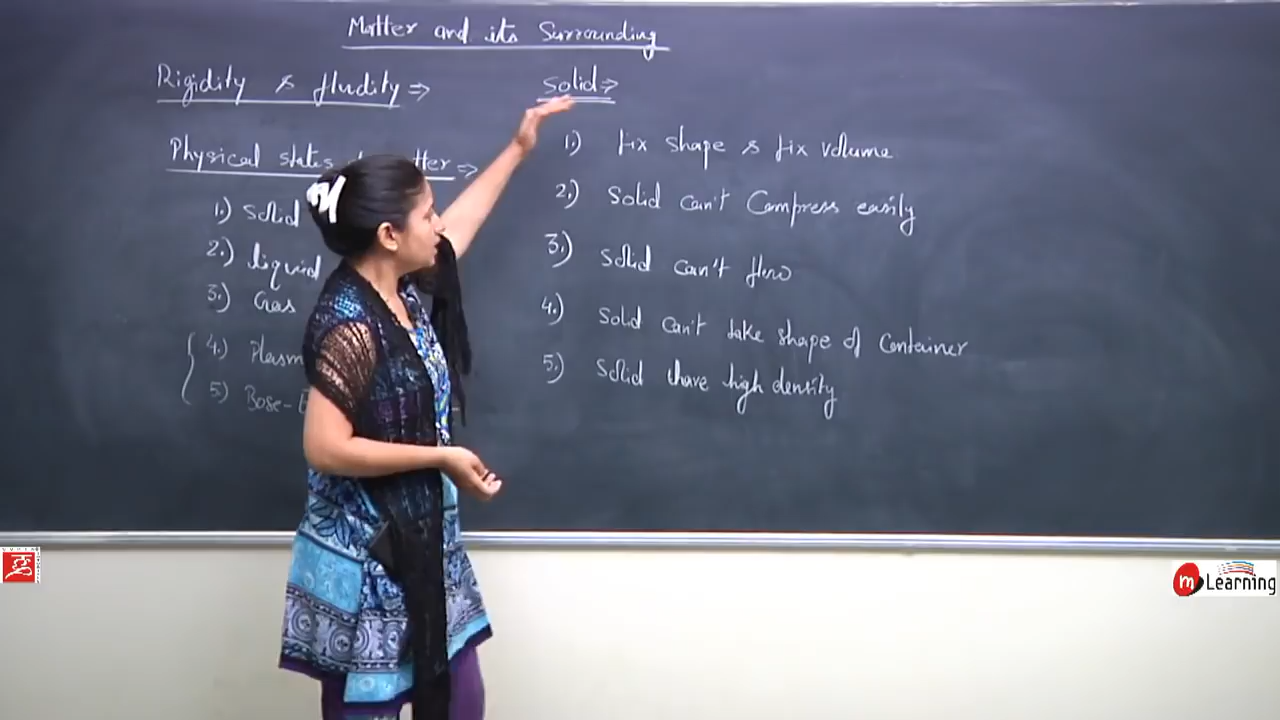 Matter and its Surrounding
Rigidity & fludity ⇒
Physical states
1.) Solid
2.) liquid
3.) Gas
4.)
5.) Bose-
Solid ⇒
1.) fix shape & fix volume
2.) Solid can't Compress easily
3.) Solid can't flow
4.) Solid can't take shape of Container
5.) Solid have high density
m Learning